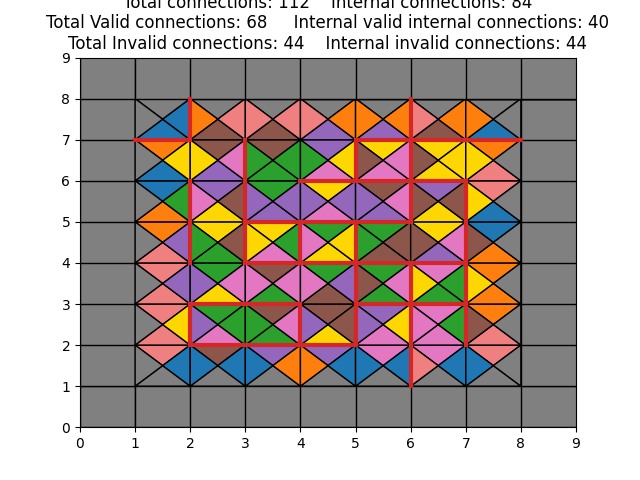 Total connections: 112    Internal connections: 84
Total Valid connections: 68    Internal valid internal connections: 40
Total Invalid connections: 44    Internal invalid connections: 44
9
8
7
6
5
4
3
2
1
0
0 1 2 3 4 5 6 7 8 9